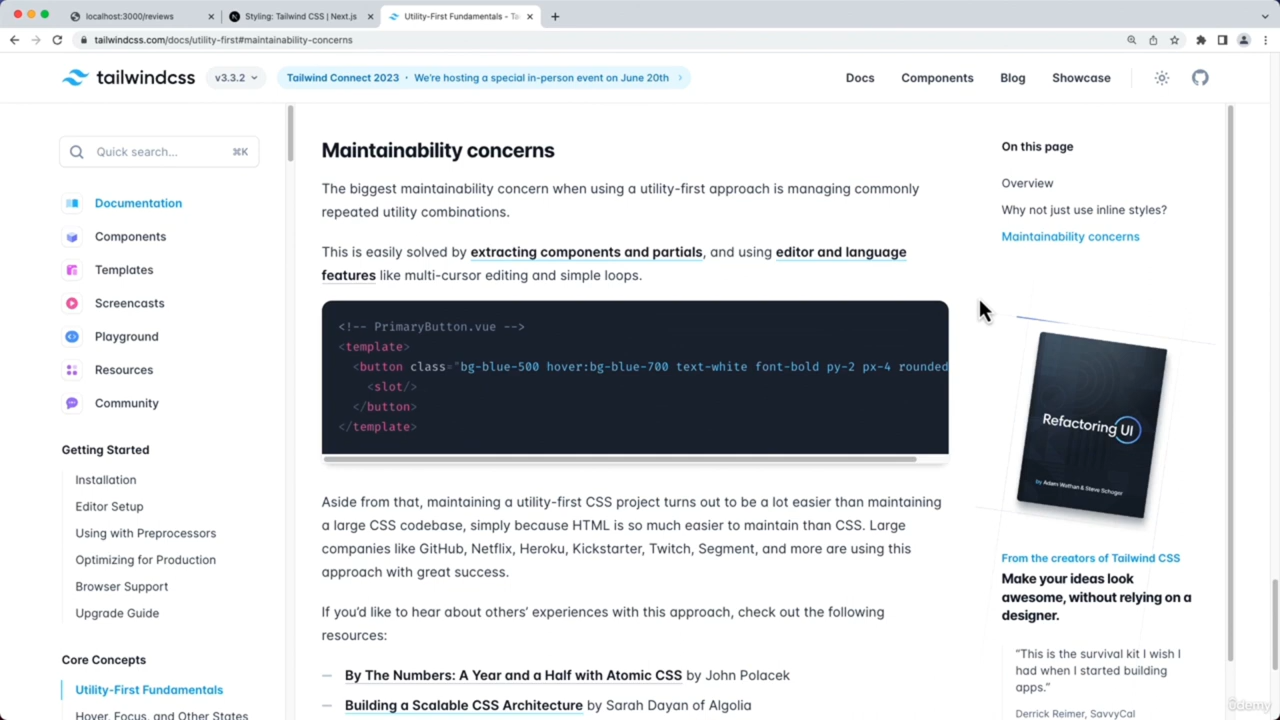 localhost:3000/reviews
Styling: Tailwind CSS | Next.js
Utility-First Fundamentals - Ta
tailwindcss.com/docs/utility-first#maintainability-concerns
tailwindcss
v3.3.2
Tailwind Connect 2023 · We're hosting a special in-person event on June 20th
Docs
Components
Blog
Showcase
Quick search...
⌘K
Documentation
Components
Templates
Screencasts
Playground
Resources
Community
Getting Started
Installation
Editor Setup
Using with Preprocessors
Optimizing for Production
Browser Support
Upgrade Guide
Core Concepts
Utility-First Fundamentals
Hover, Focus, and Other States
Maintainability concerns
The biggest maintainability concern when using a utility-first approach is managing commonly
repeated utility combinations.
This is easily solved by extracting components and partials, and using editor and language
features like multi-cursor editing and simple loops.
<!-- PrimaryButton.vue -->
<template>
<button class="bg-blue-500 hover:bg-blue-700 text-white font-bold py-2 px-4 rounded
<slot/>
</button>
</template>
Aside from that, maintaining a utility-first CSS project turns out to be a lot easier than maintaining
a large CSS codebase, simply because HTML is so much easier to maintain than CSS. Large
companies like GitHub, Netflix, Heroku, Kickstarter, Twitch, Segment, and more are using this
approach with great success.
If you'd like to hear about others' experiences with this approach, check out the following
resources:
— By The Numbers: A Year and a Half with Atomic CSS by John Polacek
— Building a Scalable CSS Architecture by Sarah Dayan of Algolia
On this page
Overview
Why not just use inline styles?
Maintainability concerns
Refactoring UI
by Adam Wathan & Steve Schoger
From the creators of Tailwind CSS
Make your ideas look
awesome, without relying on a
designer.
"This is the survival kit I wish I
had when I started building
apps."
Derrick Reimer, SavvyCal
ûdemy